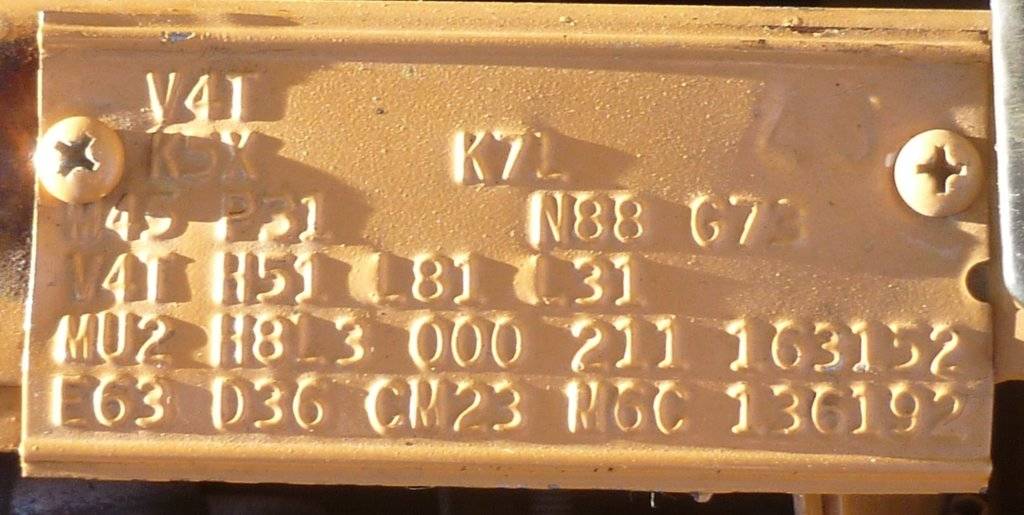 V4T
K5X K7L
M45 P31 N88 G73
V4T H51 L81 L31
MU2 H8L3 000 211 163152
E63 D36 CM23 M6C 136192